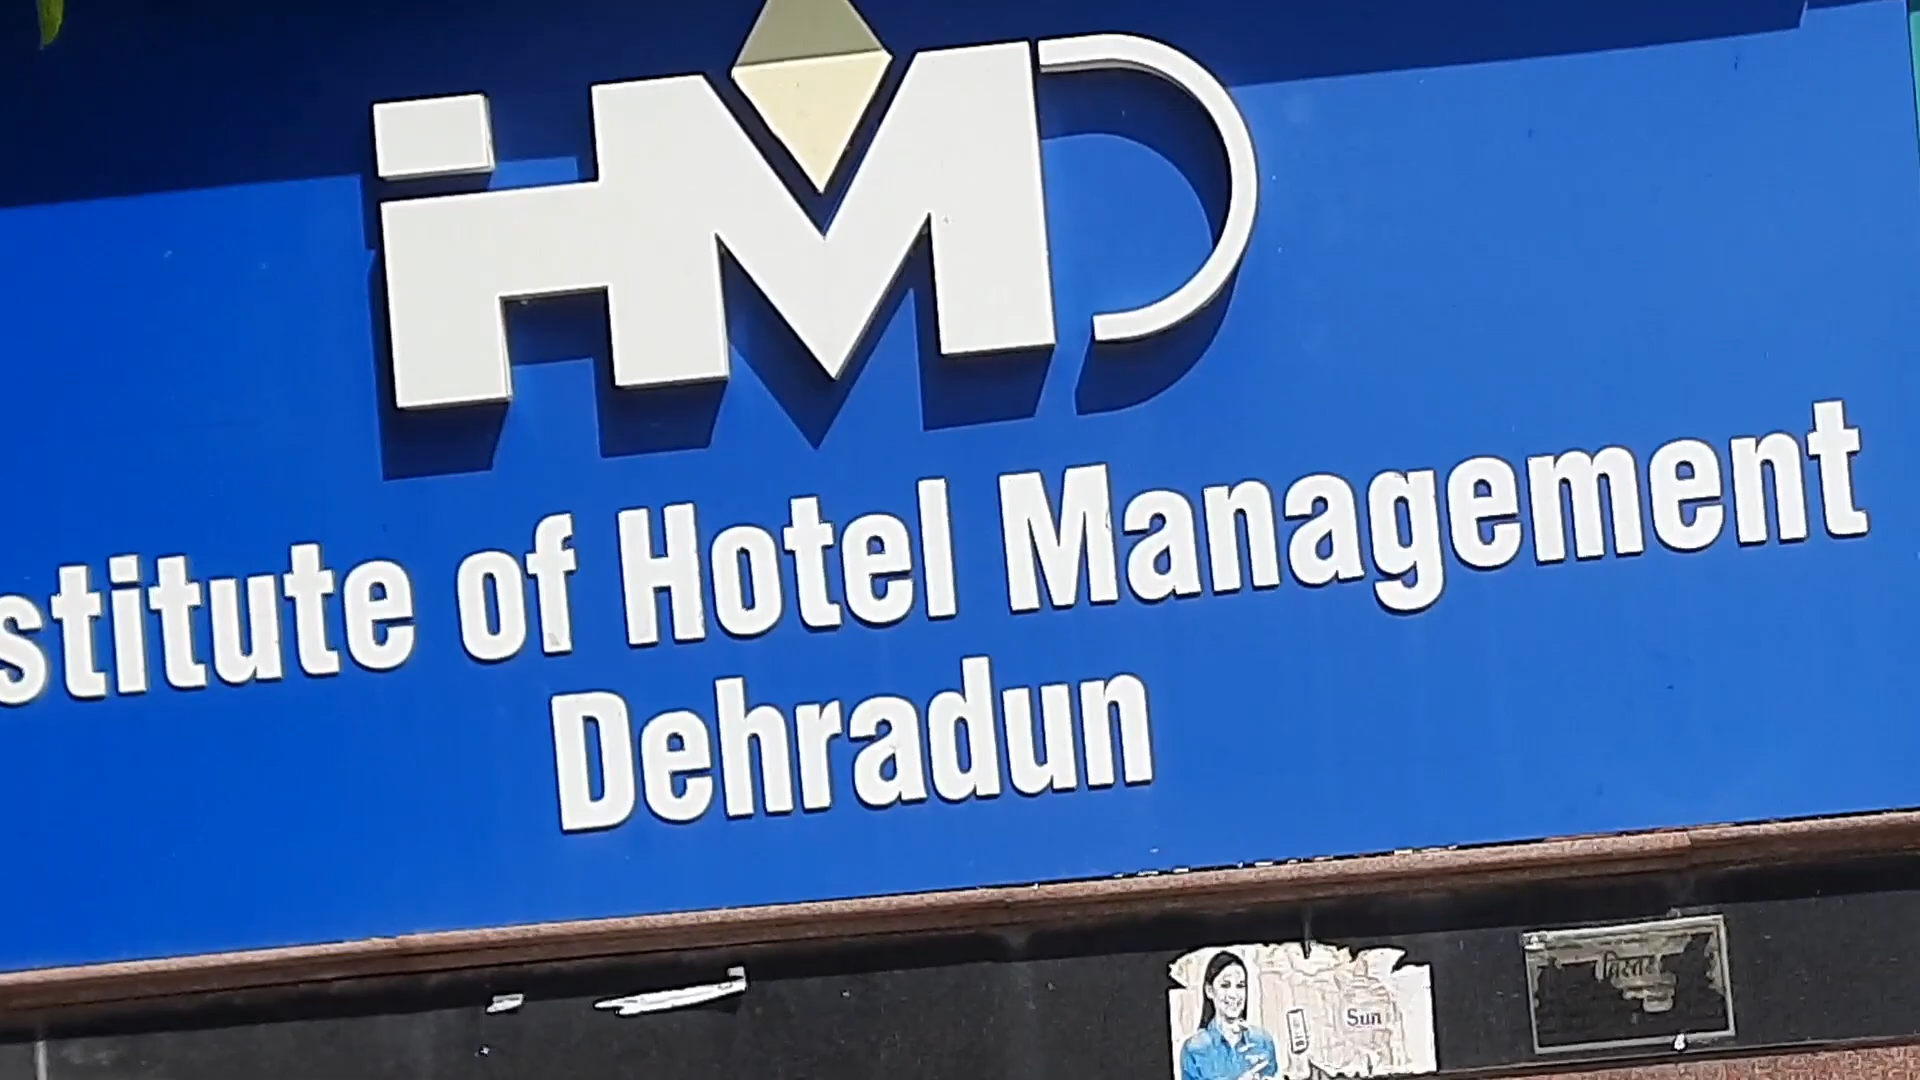 iHMD
stitute of Hotel Management
Dehradun
Sun
विस्तार